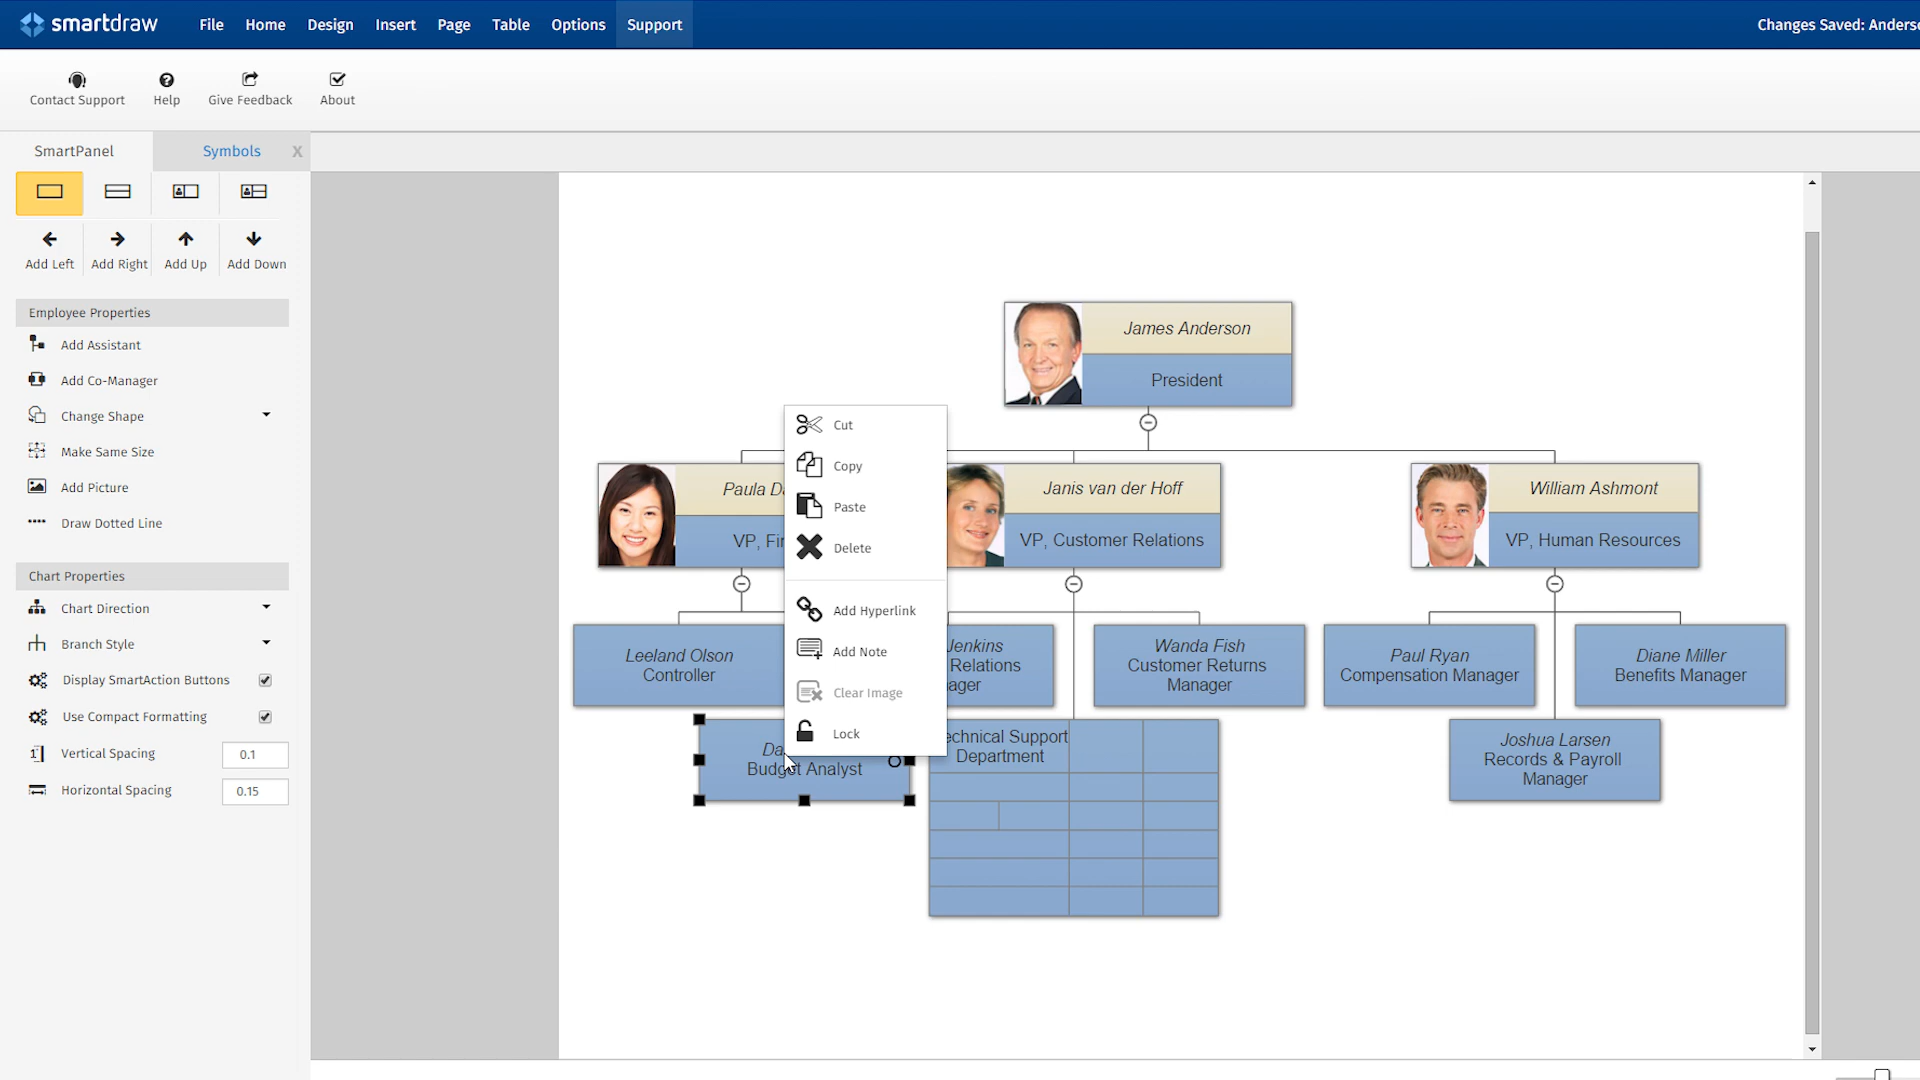 smartdraw
File Home Design Insert Page Table Options Support
Changes Saved:
Contact Support Help Give Feedback About
SmartPanel Symbols X
Add Left Add Right Add Up Add Down
Employee Properties
Add Assistant
Add Co-Manager
Change Shape
Make Same Size
Add Picture
Draw Dotted Line
Chart Properties
Chart Direction
Branch Style
Display SmartAction Buttons
Use Compact Formatting
Vertical Spacing 0.1
Horizontal Spacing 0.15
James Anderson
President
Paula
VP,
Janis van der Hoff
VP, Customer Relations
William Ashmont
VP, Human Resources
Cut
Copy
Paste
Delete
Add Hyperlink
Add Note
Clear Image
Lock
Leeland Olson
Controller
Jenkins
Relations
Wanda Fish
Customer Returns
Manager
Paul Ryan
Compensation Manager
Diane Miller
Benefits Manager
Budget Analyst
Support
Department
Joshua Larsen
Records & Payroll
Manager